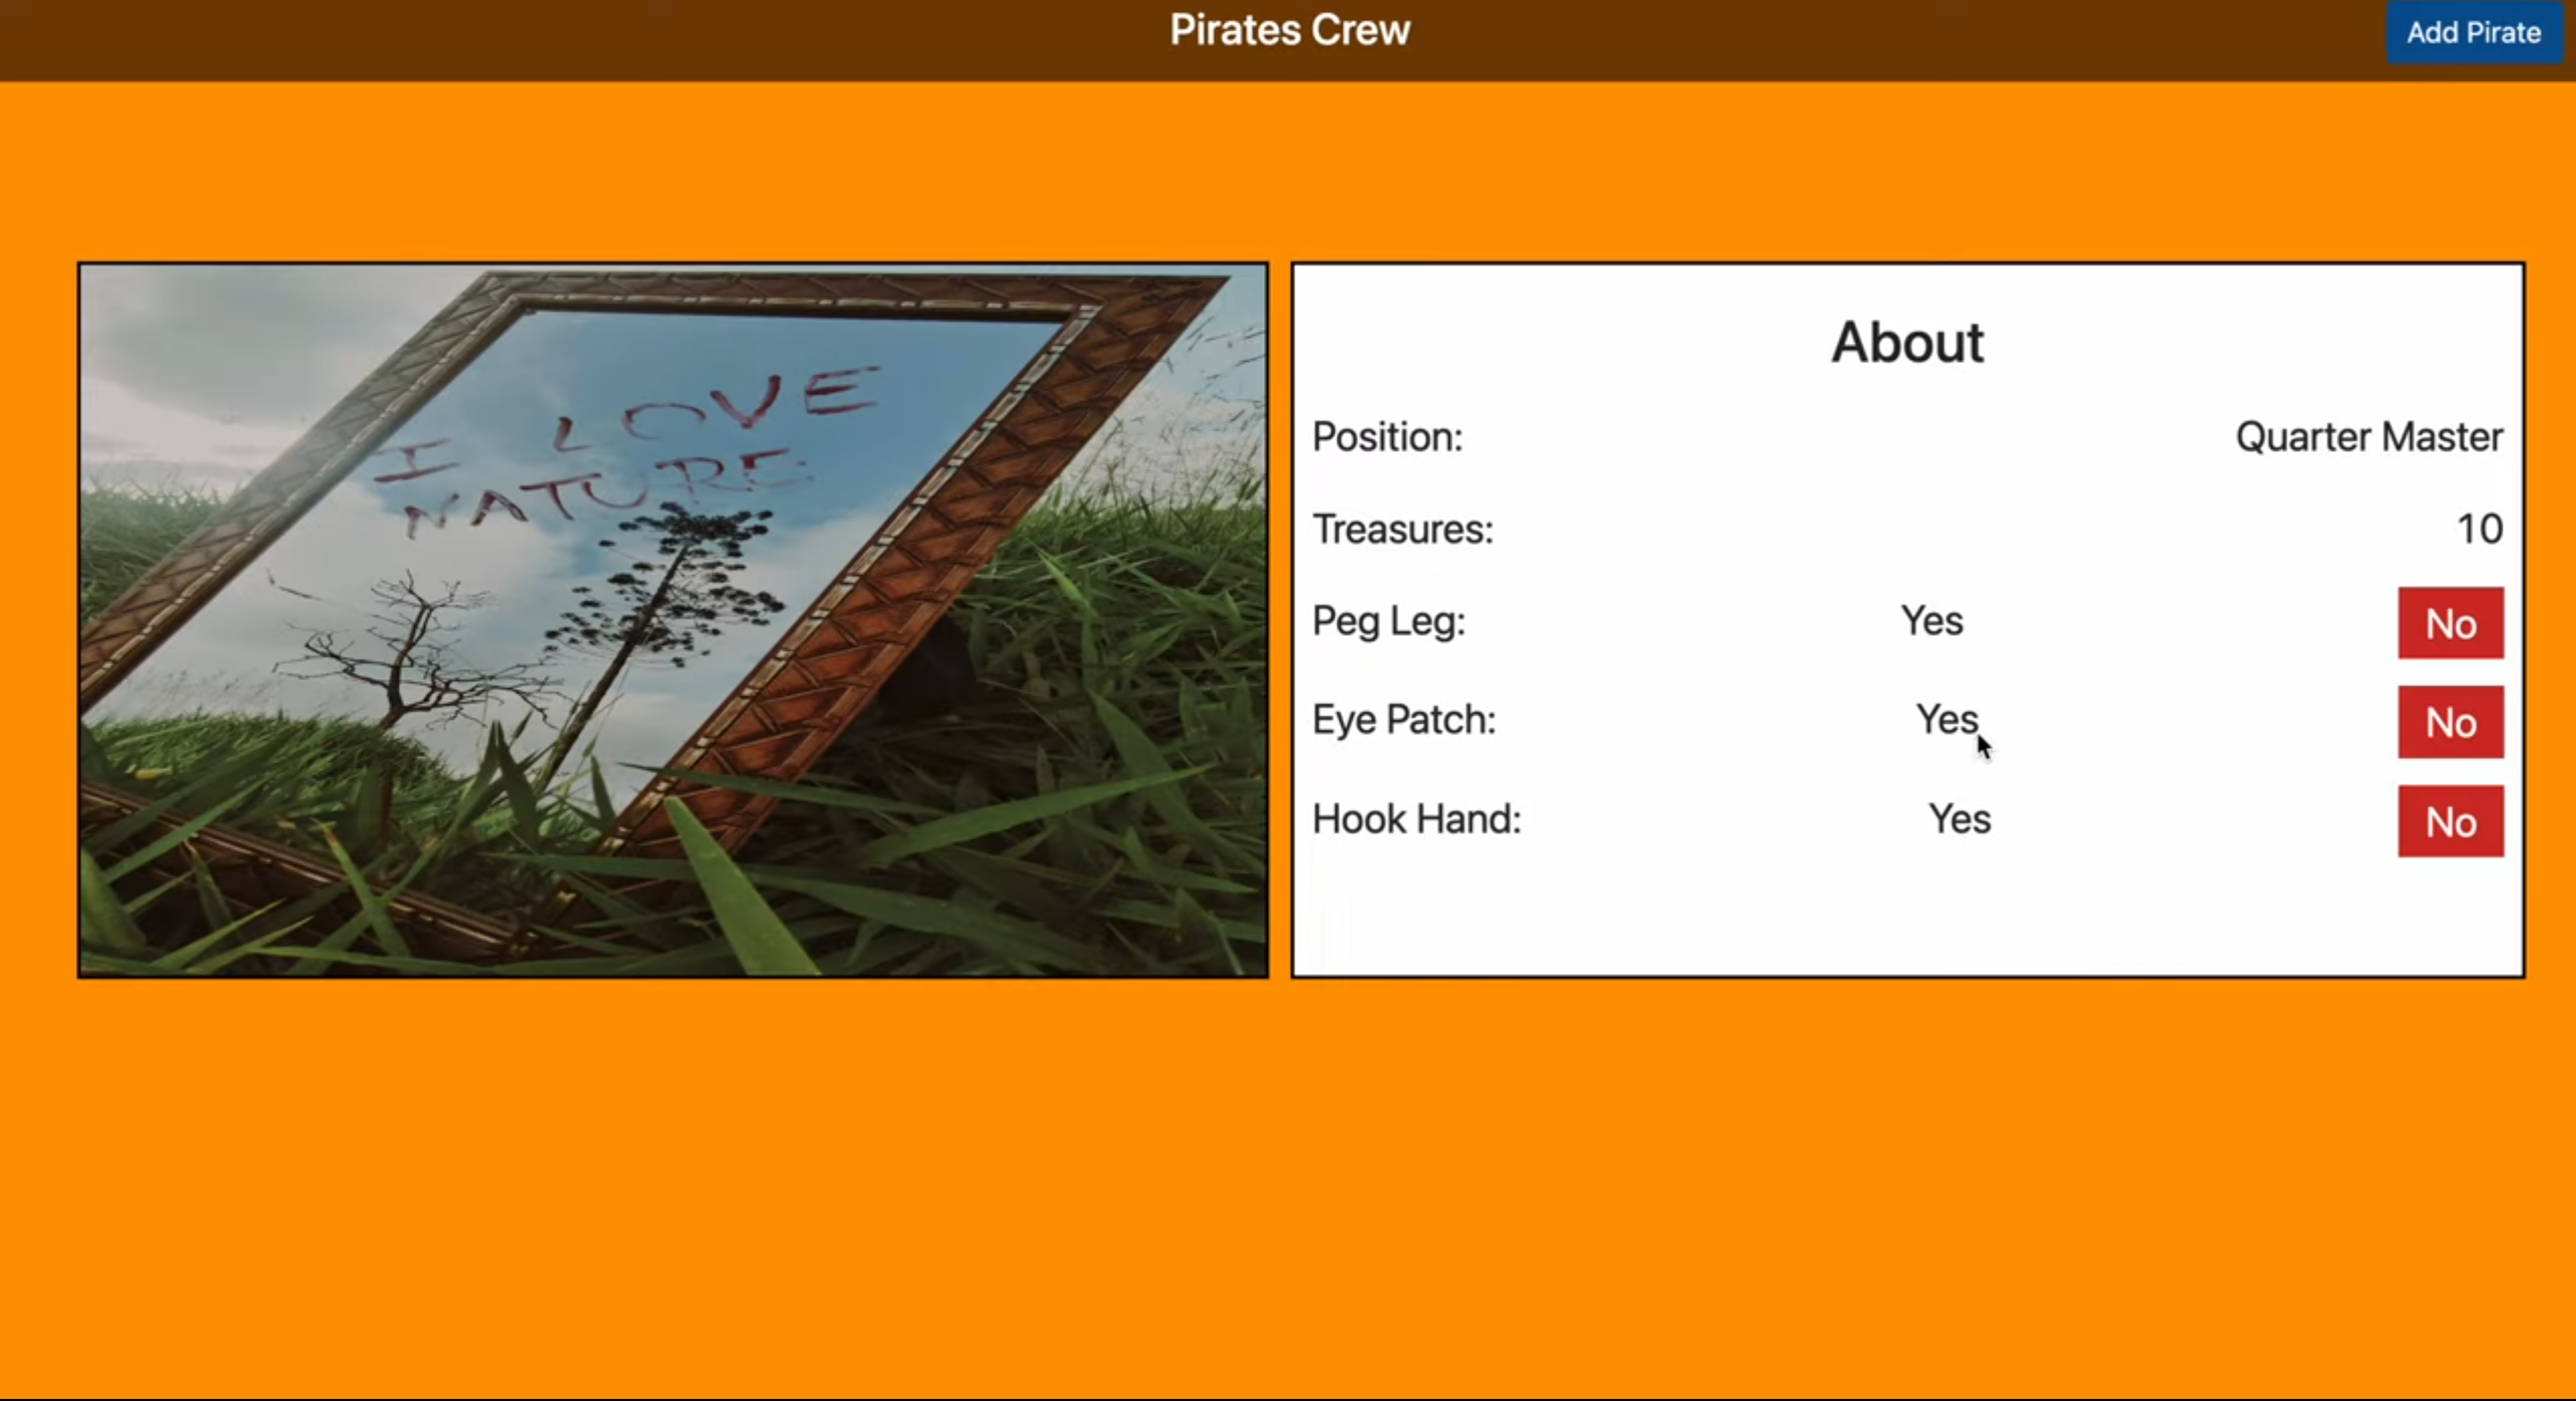 Pirates Crew
Add Pirate
I LOVE
NATURE
About
Position: Quarter Master
Treasures: 10
Peg Leg: Yes No
Eye Patch: Yes No
Hook Hand: Yes No